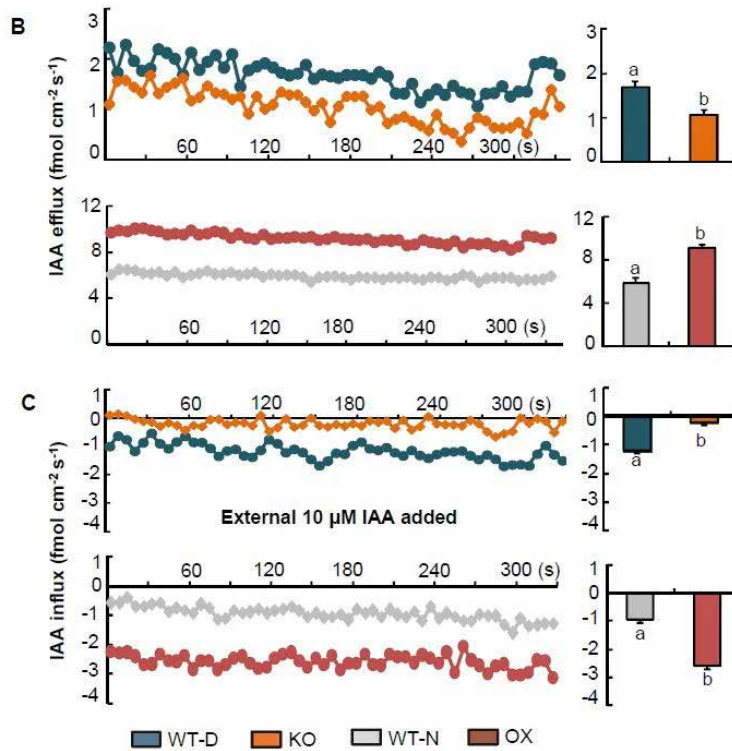 B
IAA efflux (fmol cm⁻² s⁻¹)
3
2
1
0
60 120 180 240 300 (s)
3
2
1
0
a
b
12
8
4
0
60 120 180 240 300 (s)
12
8
4
0
a
b
C
IAA influx (fmol cm⁻² s⁻¹)
1
0
-1
-2
-3
-4
60 120 180 240 300 (s)
External 10 µM IAA added
1
0
-1
-2
-3
-4
a
b
1
0
-1
-2
-3
-4
60 120 180 240 300 (s)
1
0
-1
-2
-3
-4
a
b
WT-D KO WT-N OX